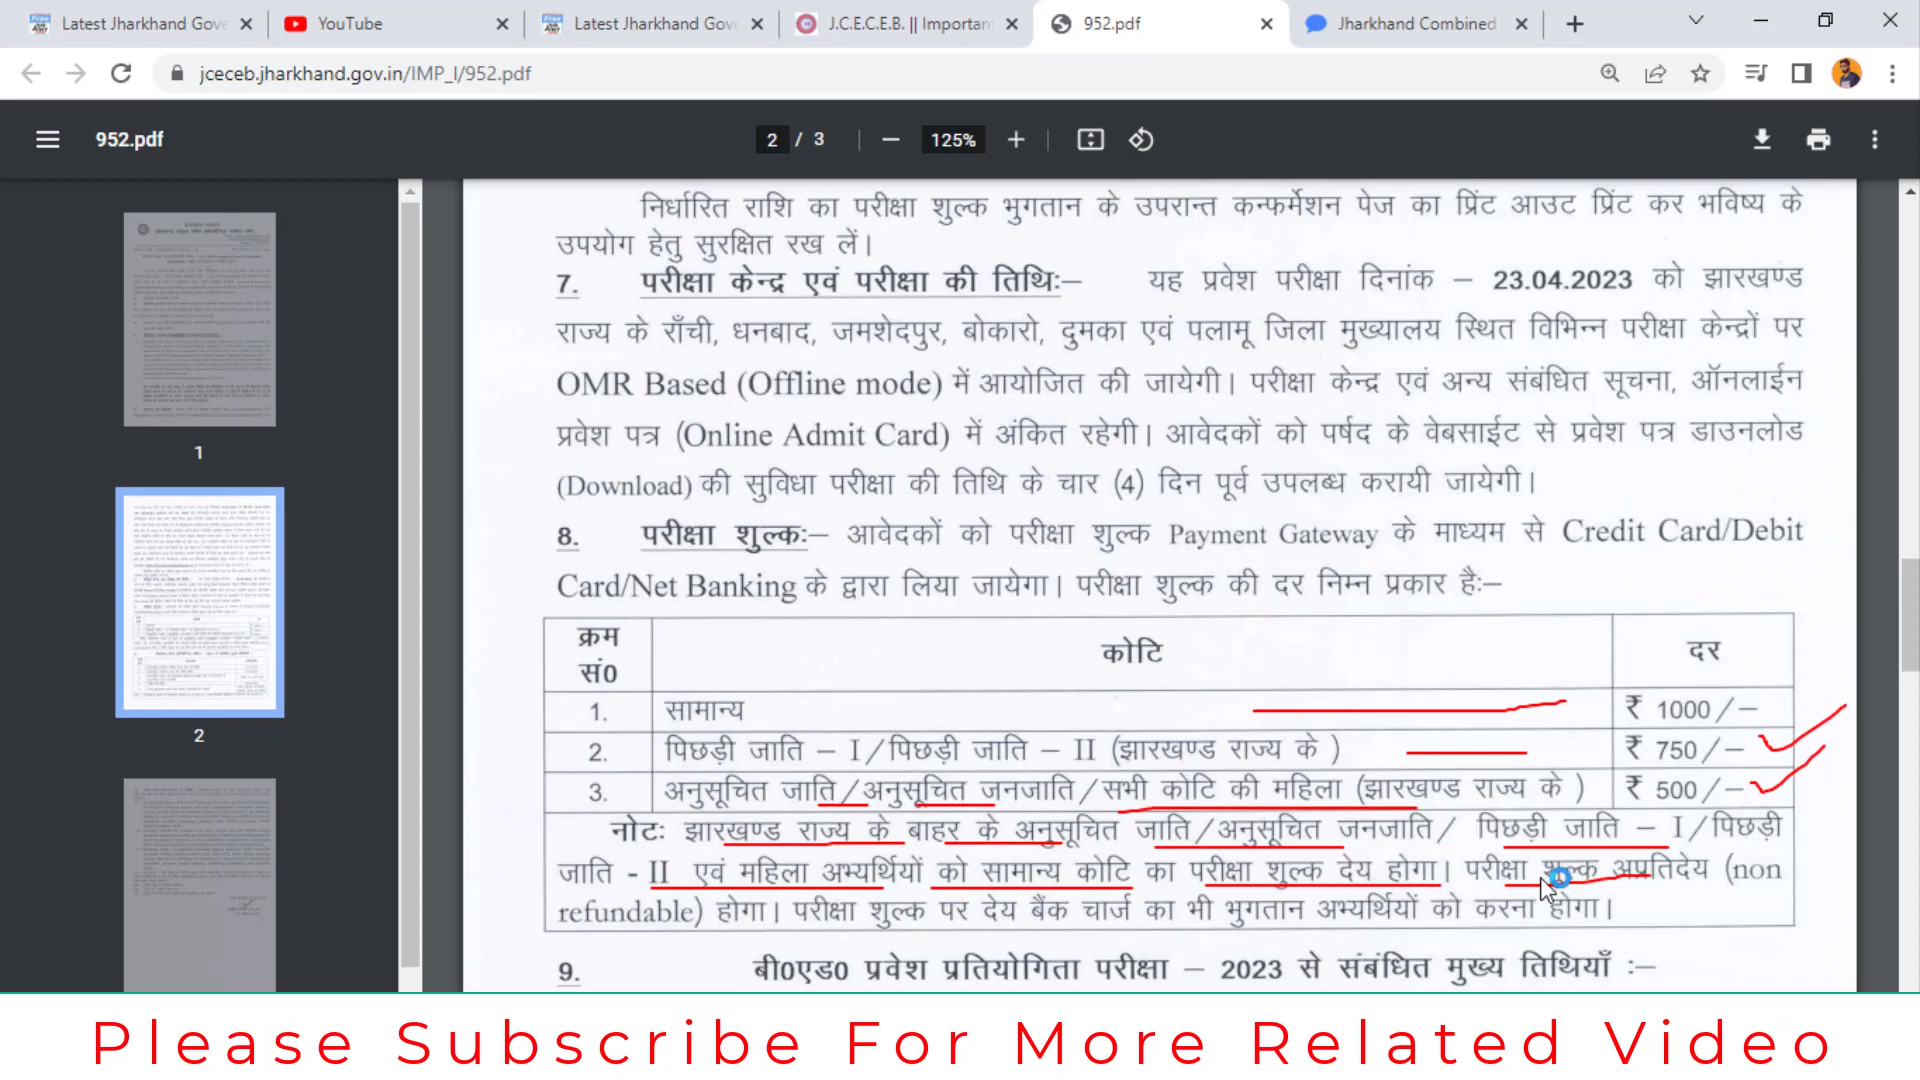 Latest Jharkhand Gove
YouTube
Latest Jharkhand Gove
J.C.E.C.E.B. || Important
952.pdf
Jharkhand Combined
jceceb.jharkhand.gov.in/IMP_I/952.pdf
952.pdf
2 / 3
125%
1
2
निर्धारित राशि का परीक्षा शुल्क भुगतान के उपरान्त कन्फर्मेशन पेज का प्रिंट आउट प्रिंट कर भविष्य के
उपयोग हेतु सुरक्षित रख लें।
7. परीक्षा केन्द्र एवं परीक्षा की तिथिः– यह प्रवेश परीक्षा दिनांक – 23.04.2023 को झारखण्ड
राज्य के राँची, धनबाद, जमशेदपुर, बोकारो, दुमका एवं पलामू जिला मुख्यालय स्थित विभिन्न परीक्षा केन्द्रों पर
OMR Based (Offline mode) में आयोजित की जायेगी। परीक्षा केन्द्र एवं अन्य संबंधित सूचना, ऑनलाईन
प्रवेश पत्र (Online Admit Card) में अंकित रहेगी। आवेदकों को पर्षद के वेबसाईट से प्रवेश पत्र डाउनलोड
(Download) की सुविधा परीक्षा की तिथि के चार (4) दिन पूर्व उपलब्ध करायी जायेगी।
8. परीक्षा शुल्कः– आवेदकों को परीक्षा शुल्क Payment Gateway के माध्यम से Credit Card/Debit
Card/Net Banking के द्वारा लिया जायेगा। परीक्षा शुल्क की दर निम्न प्रकार हैः–
क्रम सं0 कोटि दर
1. सामान्य ₹ 1000/–
2. पिछड़ी जाति – I/पिछड़ी जाति – II (झारखण्ड राज्य के ) ₹ 750/–
3. अनुसूचित जाति/अनुसूचित जनजाति/सभी कोटि की महिला (झारखण्ड राज्य के ) ₹ 500/–
नोटः झारखण्ड राज्य के बाहर के अनुसूचित जाति/अनुसूचित जनजाति/ पिछड़ी जाति – I/पिछड़ी
जाति - II एवं महिला अभ्यर्थियों को सामान्य कोटि का परीक्षा शुल्क देय होगा। परीक्षा शुल्क अप्रतिदेय (non
refundable) होगा। परीक्षा शुल्क पर देय बैंक चार्ज का भी भुगतान अभ्यर्थियों को करना होगा।
9. बी0एड0 प्रवेश प्रतियोगिता परीक्षा – 2023 से संबंधित मुख्य तिथियाँ :–
Please Subscribe For More Related Video